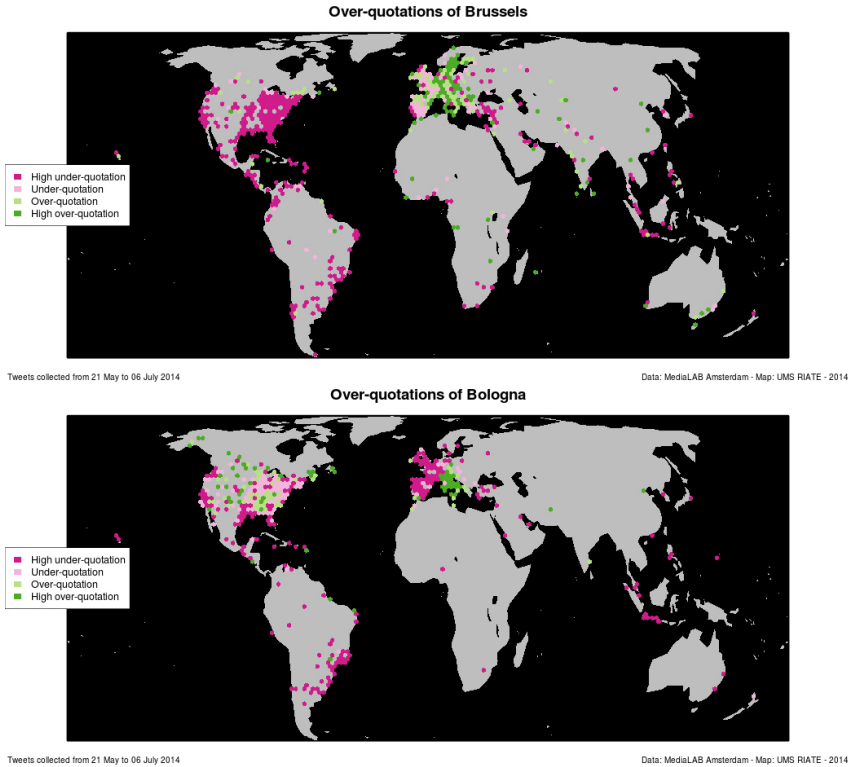 Over-quotations of Brussels
High under-quotation
Under-quotation
Over-quotation
High over-quotation
Tweets collected from 21 May to 06 July 2014
Data: MediaLAB Amsterdam - Map: UMS RIATE - 2014
Over-quotations of Bologna
High under-quotation
Under-quotation
Over-quotation
High over-quotation
Tweets collected from 21 May to 06 July 2014
Data: MediaLAB Amsterdam - Map: UMS RIATE - 2014